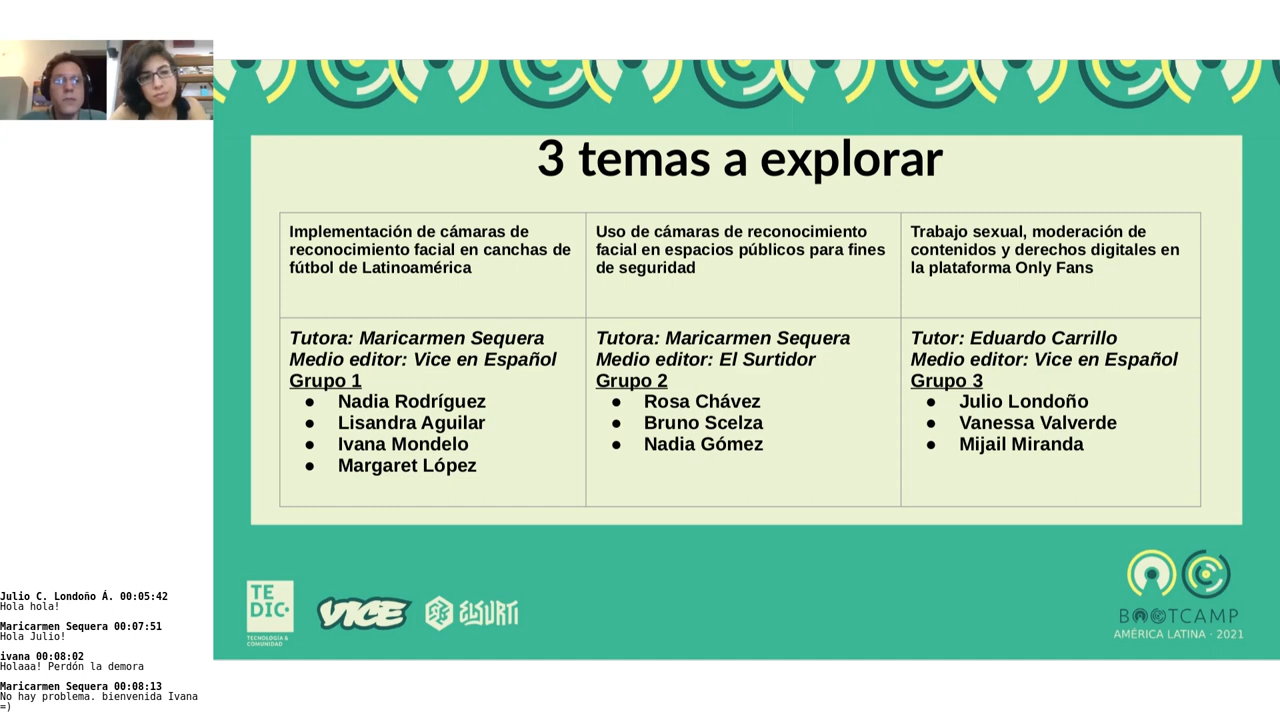 3 temas a explorar
Implementación de cámaras de
reconocimiento facial en canchas de
fútbol de Latinoamérica
Uso de cámaras de reconocimiento
facial en espacios públicos para fines
de seguridad
Trabajo sexual, moderación de
contenidos y derechos digitales en
la plataforma Only Fans
Tutora: Maricarmen Sequera
Medio editor: Vice en Español
Grupo 1
● Nadia Rodríguez
● Lisandra Aguilar
● Ivana Mondelo
● Margaret López
Tutora: Maricarmen Sequera
Medio editor: El Surtidor
Grupo 2
● Rosa Chávez
● Bruno Scelza
● Nadia Gómez
Tutor: Eduardo Carrillo
Medio editor: Vice en Español
Grupo 3
● Julio Londoño
● Vanessa Valverde
● Mijail Miranda
TE
DIC
TECNOLOGÍA &
COMUNIDAD
VICE
ELSURTI
BOOTCAMP
AMÉRICA LATINA · 2021
Julio C. Londoño Á. 00:05:42
Hola hola!
Maricarmen Sequera 00:07:51
Hola Julio!
ivana 00:08:02
Holaaa! Perdón la demora
Maricarmen Sequera 00:08:13
No hay problema. bienvenida Ivana
=)